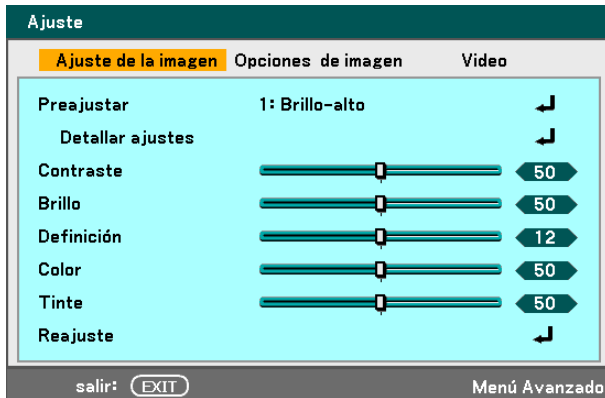 Ajuste
Ajuste de la imagen Opciones de imagen Video
Preajustar 1: Brillo-alto
Detallar ajustes
Contraste 50
Brillo 50
Definición 12
Color 50
Tinte 50
Reajuste
salir: EXIT Menú Avanzado